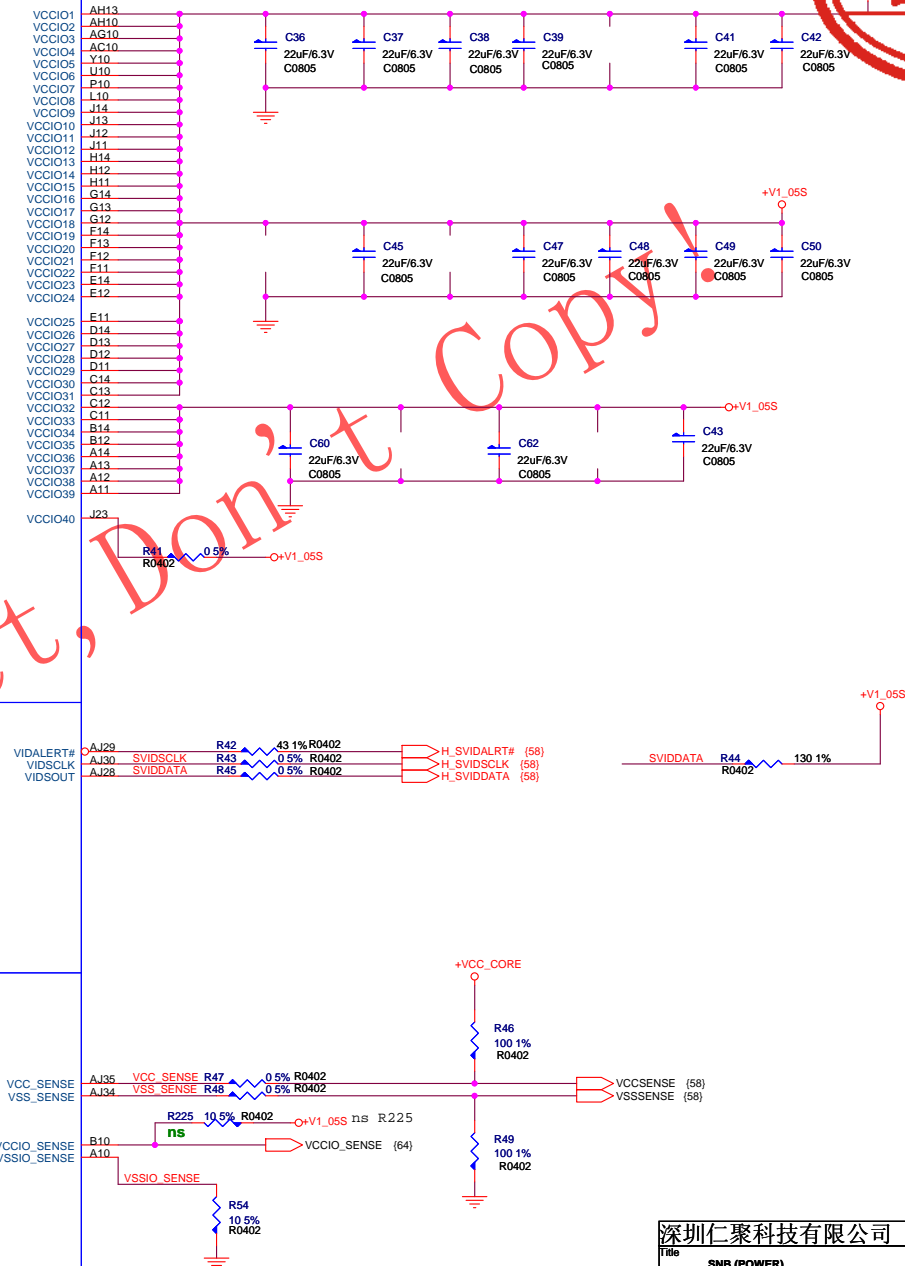 VCCIO1 AH13
VCCIO2 AH10
VCCIO3 AG10
VCCIO4 AC10
VCCIO5 Y10
VCCIO6 U10
VCCIO7 P10
VCCIO8 L10
VCCIO9 J14
VCCIO10 J13
VCCIO11 J12
VCCIO12 J11
VCCIO13 H14
VCCIO14 H12
VCCIO15 H11
VCCIO16 G14
VCCIO17 G13
VCCIO18 G12
VCCIO19 F14
VCCIO20 F13
VCCIO21 F12
VCCIO22 F11
VCCIO23 E14
VCCIO24 E12
VCCIO25 E11
VCCIO26 D14
VCCIO27 D13
VCCIO28 D12
VCCIO29 D11
VCCIO30 C14
VCCIO31 C13
VCCIO32 C12
VCCIO33 C11
VCCIO34 B14
VCCIO35 B12
VCCIO36 A14
VCCIO37 A13
VCCIO38 A12
VCCIO39 A11
VCCIO40 J23
C36
22uF/6.3V
C0805
C37
22uF/6.3V
C0805
C38
22uF/6.3V
C0805
C39
22uF/6.3V
C0805
C41
22uF/6.3V
C0805
C42
22uF/6.3V
C0805
+V1_05S
C45
22uF/6.3V
C0805
C47
22uF/6.3V
C0805
C48
22uF/6.3V
C0805
C49
22uF/6.3V
C0805
C50
22uF/6.3V
C0805
+V1_05S
C60
22uF/6.3V
C0805
C62
22uF/6.3V
C0805
C43
22uF/6.3V
C0805
R41 0 5%
R0402
+V1_05S
t, Don't Copy!
+V1_05S
VIDALERT# AJ29 R42 43 1% R0402 H_SVIDALRT# {58}
VIDSCLK AJ30 SVIDSCLK R43 0 5% R0402 H_SVIDSCLK {58}
VIDSOUT AJ28 SVIDDATA R45 0 5% R0402 H_SVIDDATA {58}
SVIDDATA R44 130 1%
R0402
+VCC_CORE
R46
100 1%
R0402
VCC_SENSE AJ35 VCC_SENSE R47 0 5% R0402 VCCSENSE {58}
VSS_SENSE AJ34 VSS_SENSE R48 0 5% R0402 VSSSENSE {58}
R225 10 5% R0402 +V1_05S ns R225
ns
VCCIO_SENSE B10 VCCIO_SENSE {64}
VSSIO_SENSE A10
VSSIO_SENSE
R49
100 1%
R0402
R54
10 5%
R0402
深圳仁聚科技有限公司
Title
SNB (POWER)